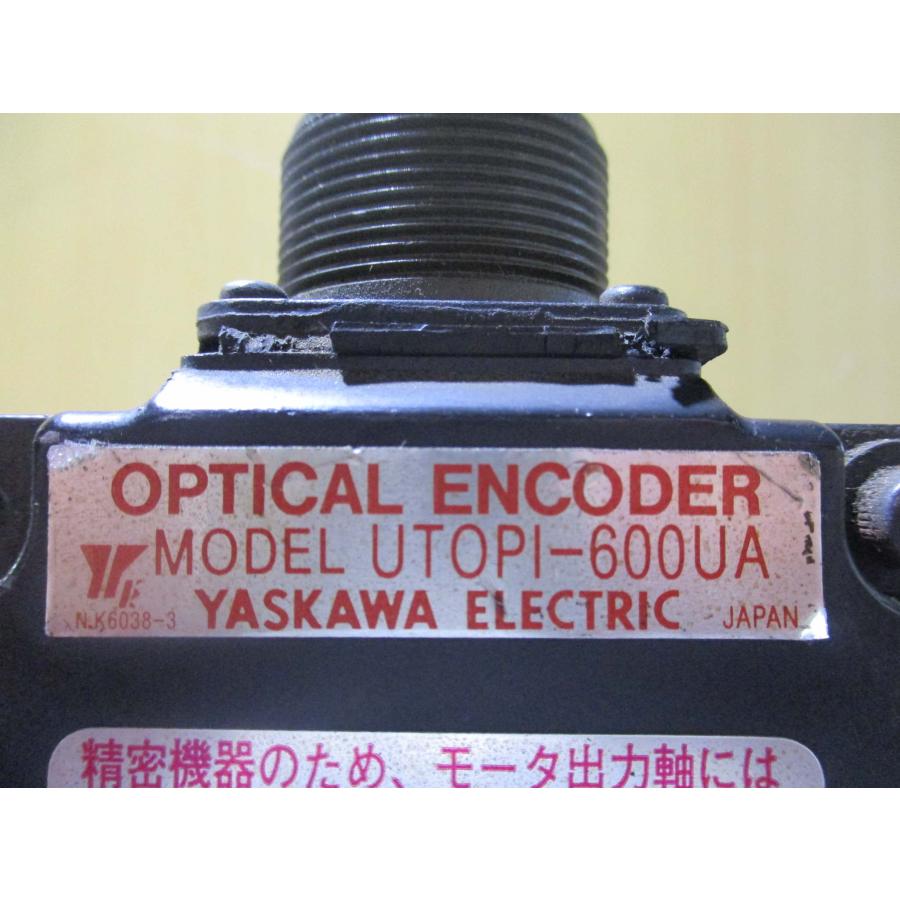 OPTICAL ENCODER
MODEL UTOPI-600UA
N.K6038-3 YASKAWA ELECTRIC JAPAN
精密機器のため、モータ出力軸には